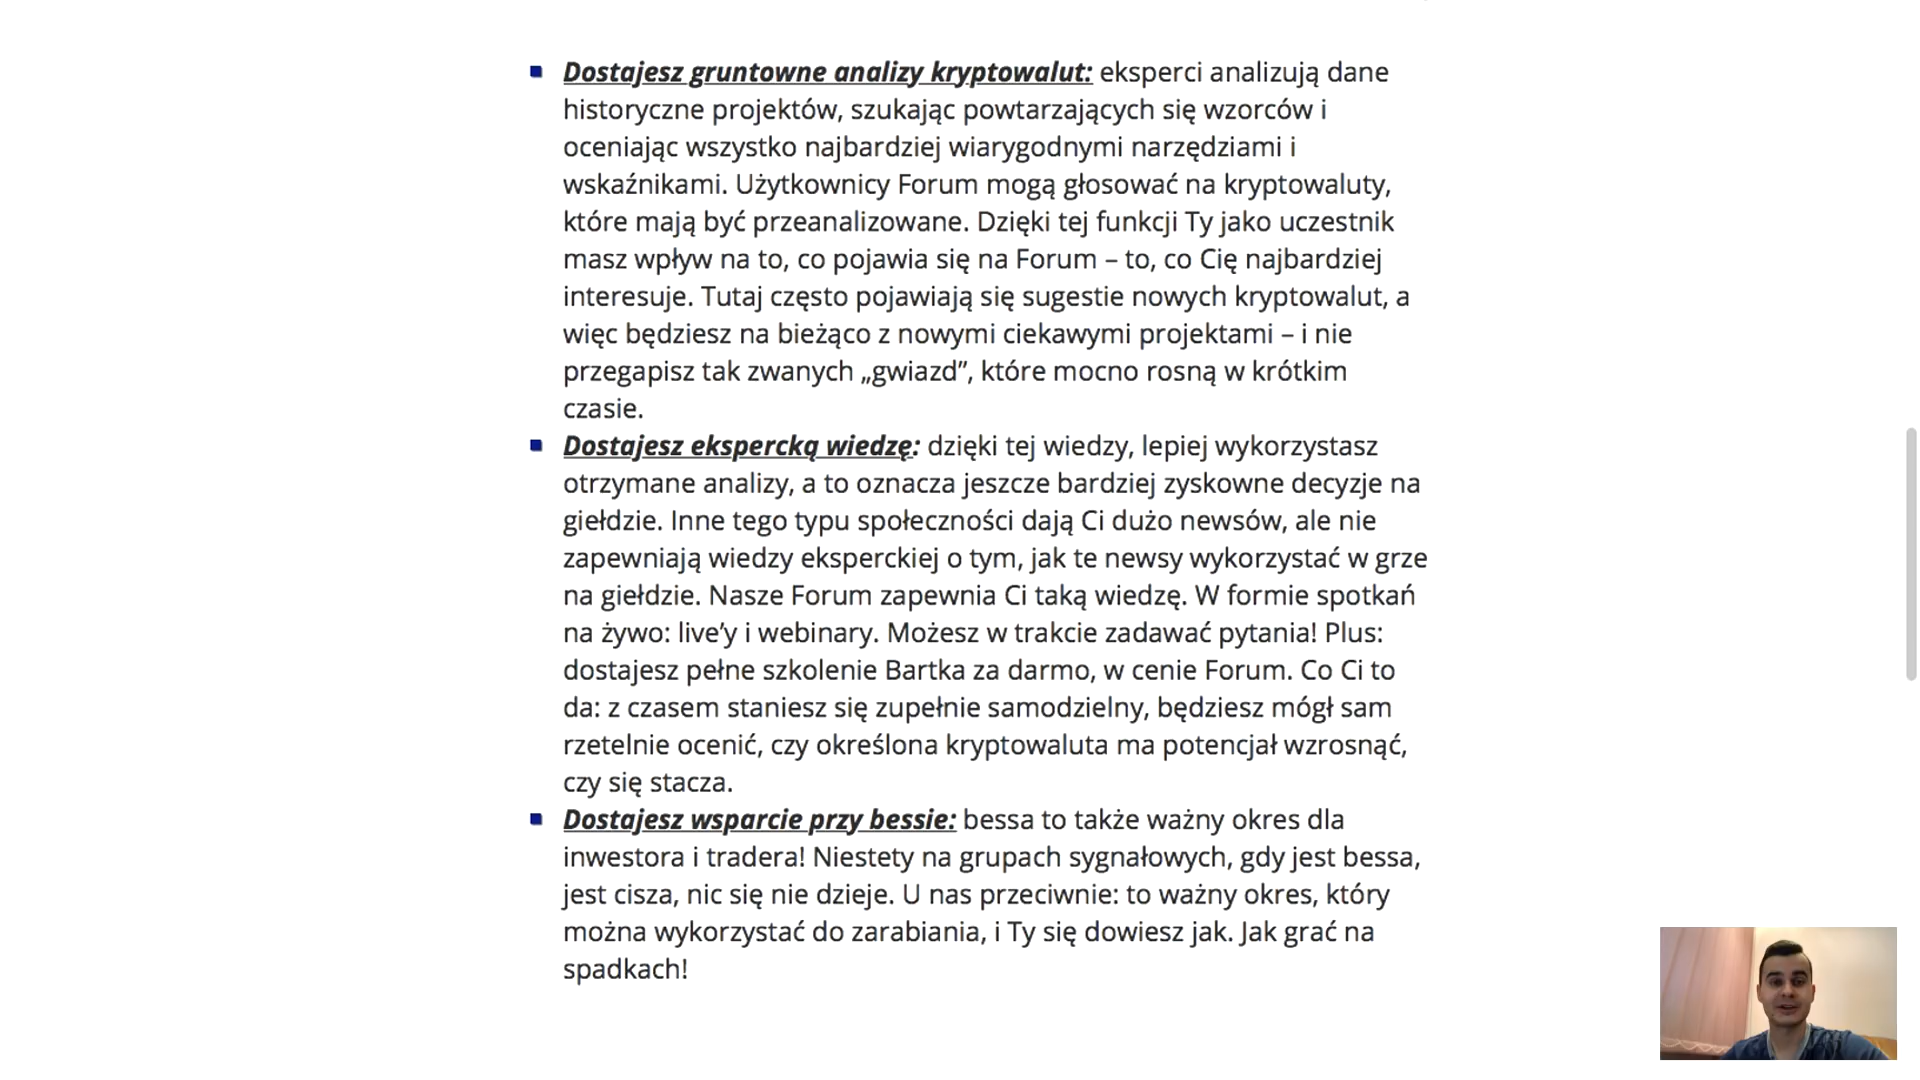 Dostajesz gruntowne analizy kryptowalut: eksperci analizują dane
historyczne projektów, szukając powtarzających się wzorców i
oceniając wszystko najbardziej wiarygodnymi narzędziami i
wskaźnikami. Użytkownicy Forum mogą głosować na kryptowaluty,
które mają być przeanalizowane. Dzięki tej funkcji Ty jako uczestnik
masz wpływ na to, co pojawia się na Forum – to, co Cię najbardziej
interesuje. Tutaj często pojawiają się sugestie nowych kryptowalut, a
więc będziesz na bieżąco z nowymi ciekawymi projektami – i nie
przegapisz tak zwanych „gwiazd”, które mocno rosną w krótkim
czasie.
Dostajesz ekspercką wiedzę: dzięki tej wiedzy, lepiej wykorzystasz
otrzymane analizy, a to oznacza jeszcze bardziej zyskowne decyzje na
giełdzie. Inne tego typu społeczności dają Ci dużo newsów, ale nie
zapewniają wiedzy eksperckiej o tym, jak te newsy wykorzystać w grze
na giełdzie. Nasze Forum zapewnia Ci taką wiedzę. W formie spotkań
na żywo: live’y i webinary. Możesz w trakcie zadawać pytania! Plus:
dostajesz pełne szkolenie Bartka za darmo, w cenie Forum. Co Ci to
da: z czasem staniesz się zupełnie samodzielny, będziesz mógł sam
rzetelnie ocenić, czy określona kryptowaluta ma potencjał wzrosnąć,
czy się stacza.
Dostajesz wsparcie przy bessie: bessa to także ważny okres dla
inwestora i tradera! Niestety na grupach sygnałowych, gdy jest bessa,
jest cisza, nic się nie dzieje. U nas przeciwnie: to ważny okres, który
można wykorzystać do zarabiania, i Ty się dowiesz jak. Jak grać na
spadkach!